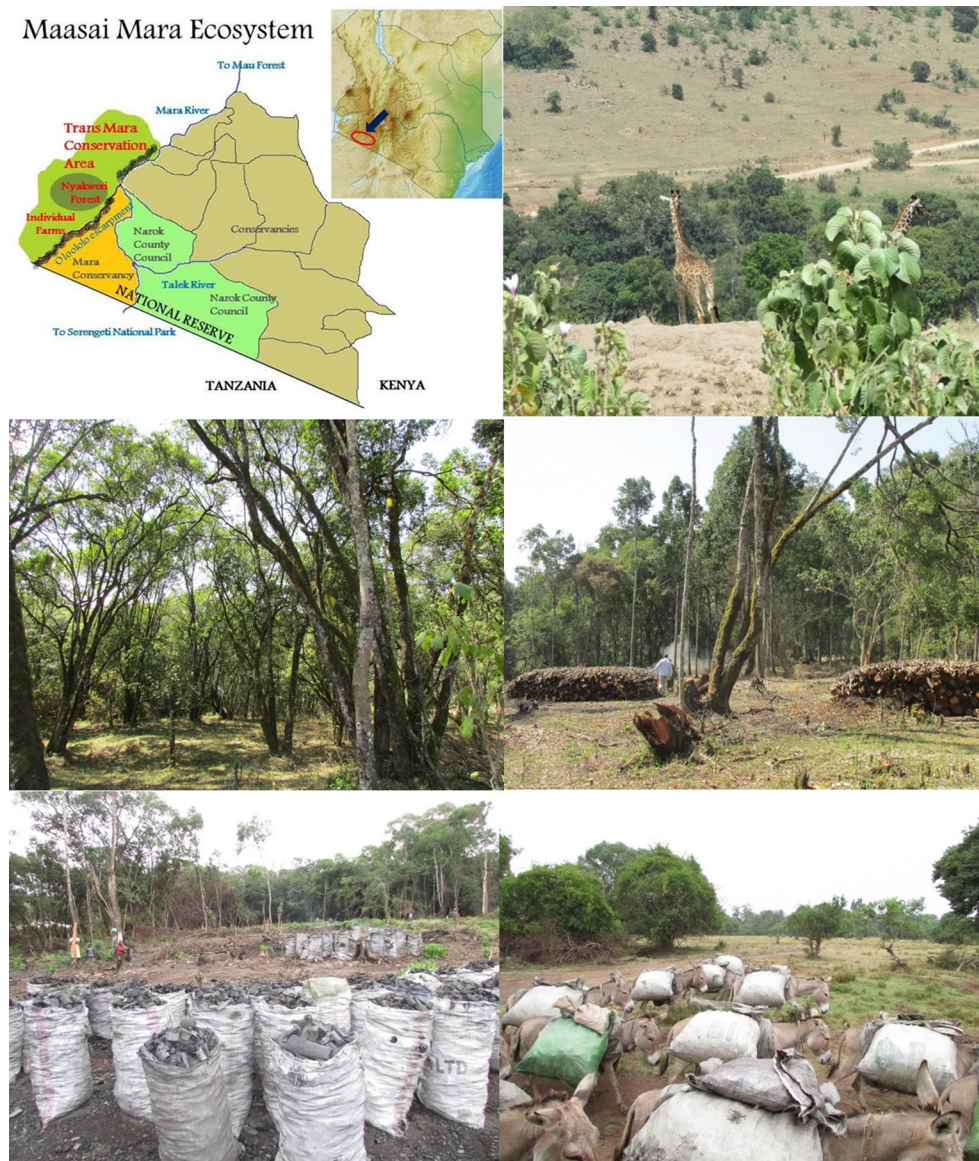 Maasai Mara Ecosystem
To Mau Forest
Mara River
Trans Mara
Conservation
Area
Nyakweri
Forest
Individual
Farms
Oloololo escarpment
Narok
County
Council
Conservancies
Mara
Conservancy
Talek River
Narok County
Council
NATIONAL RESERVE
To Serengeti National Park
TANZANIA
KENYA
LTD